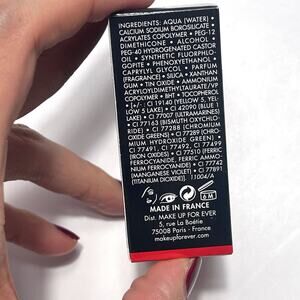 INGREDIENTS: AQUA (WATER) •
CALCIUM SODIUM BOROSILICATE •
ACRYLATES COPOLYMER • PEG-12
DIMETHICONE • ALCOHOL •
PEG-40 HYDROGENATED CASTOR
OIL • SYNTHETIC FLUORPHLO-
GOPITE • PHENOXYETHANOL •
CAPRYLYL GLYCOL • PARFUM
(FRAGRANCE) • SILICA • XANTHAN
GUM • TIN OXIDE • AMMONIUM
ACRYLOYLDIMETHYLTAURATE/VP
COPOLYMER • BHT • TOCOPHEROL
• [+/-: CI 19140 (YELLOW 5, YEL-
LOW 5 LAKE) • CI 42090 (BLUE 1
LAKE) • CI 77007 (ULTRAMARINES)
• CI 77163 (BISMUTH OXYCHLO-
RIDE) • CI 77288 (CHROMIUM
OXIDE GREENS) • CI 77289 (CHRO-
MIUM HYDROXIDE GREEN) •
CI 77491, CI 77492, CI 77499
(IRON OXIDES) • CI 77510 (FERRIC
FERROCYANIDE, FERRIC AMMO-
NIUM FERROCYANIDE) • CI 77742
(MANGANESE VIOLET) • CI 77891
(TITANIUM DIOXIDE)]. 11004/A
6 M
MADE IN FRANCE
Dist. MAKE UP FOR EVER
5, rue La Boétie
75008 Paris - France
makeupforever.com